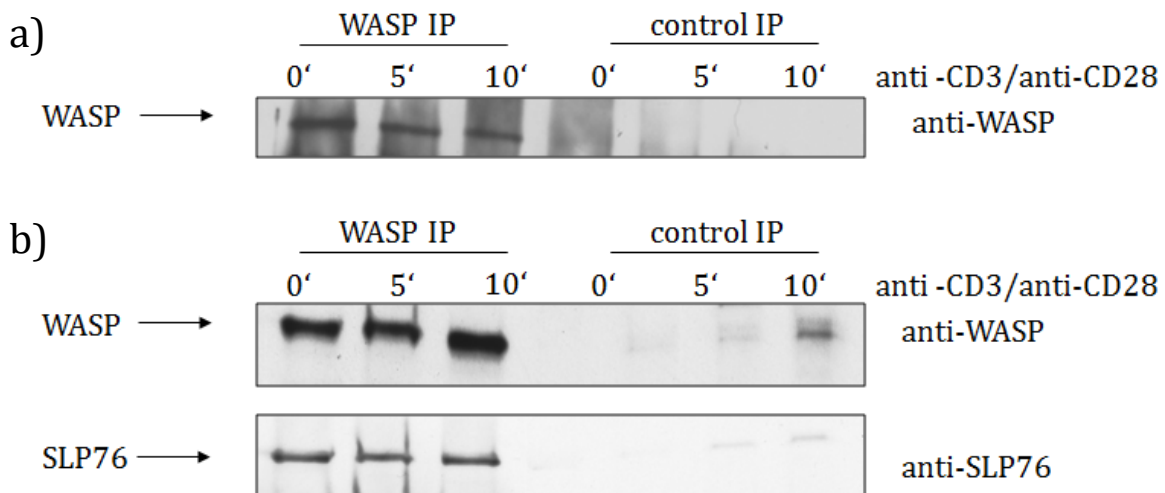 a)
WASP IP control IP
0‘ 5‘ 10‘ 0‘ 5‘ 10‘ anti -CD3/anti-CD28
WASP anti-WASP
b)
WASP IP control IP
0‘ 5‘ 10‘ 0‘ 5‘ 10‘ anti -CD3/anti-CD28
WASP anti-WASP
SLP76 anti-SLP76